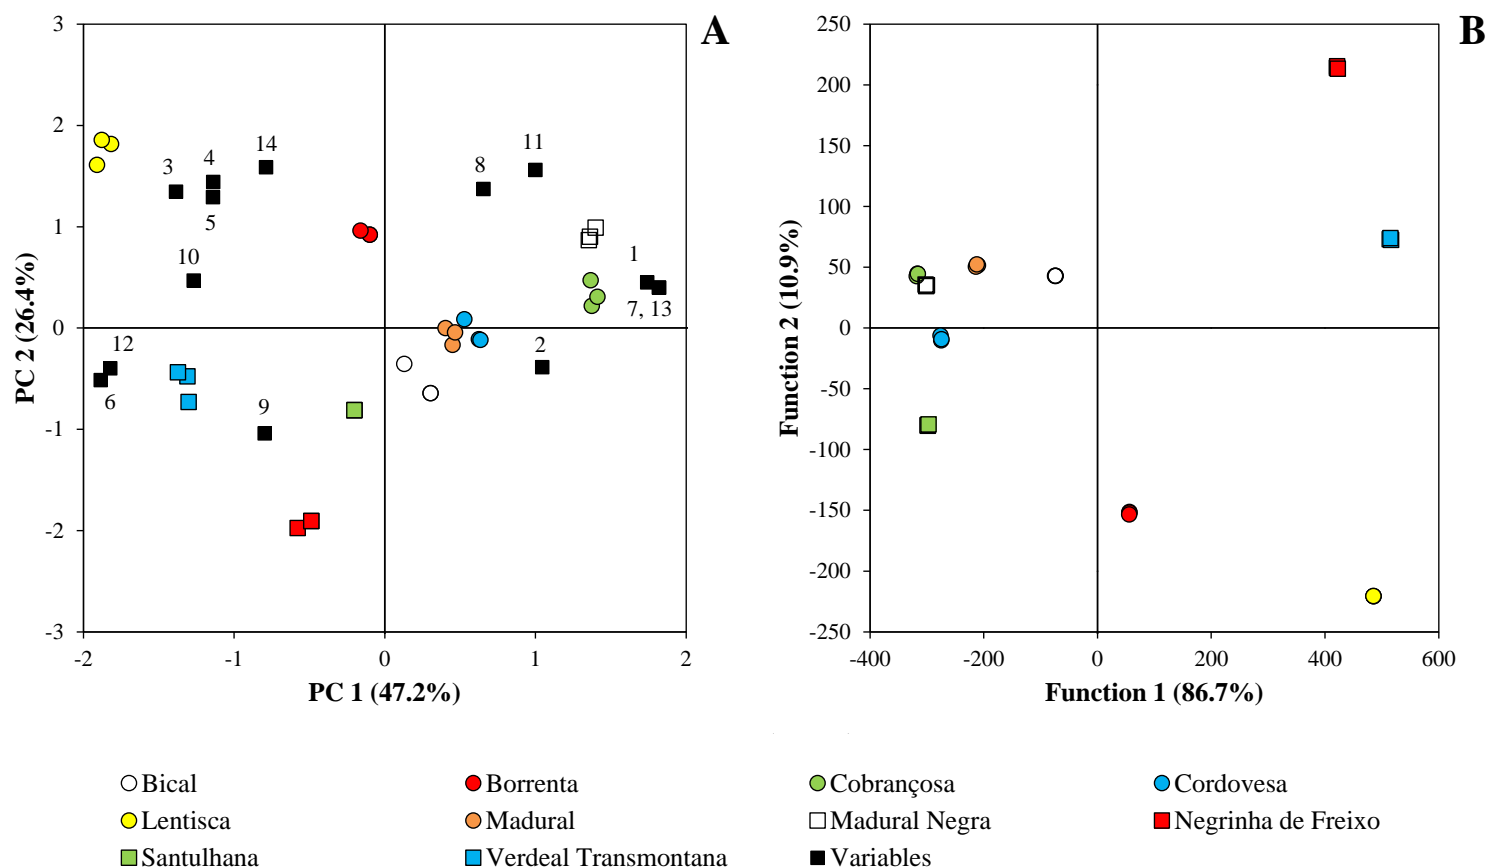 A
B
3
2
1
0
-1
-2
-3
-2
-1
0
1
2
PC 2 (26.4%)
PC 1 (47.2%)
3
4
14
5
10
12
6
9
8
11
1
7, 13
2
250
200
150
100
50
0
-50
-100
-150
-200
-250
-400
-200
0
200
400
600
Function 2 (10.9%)
Function 1 (86.7%)
Bical
Borrenta
Cobrançosa
Cordovesa
Lentisca
Madural
Madural Negra
Negrinha de Freixo
Santulhana
Verdeal Transmontana
Variables